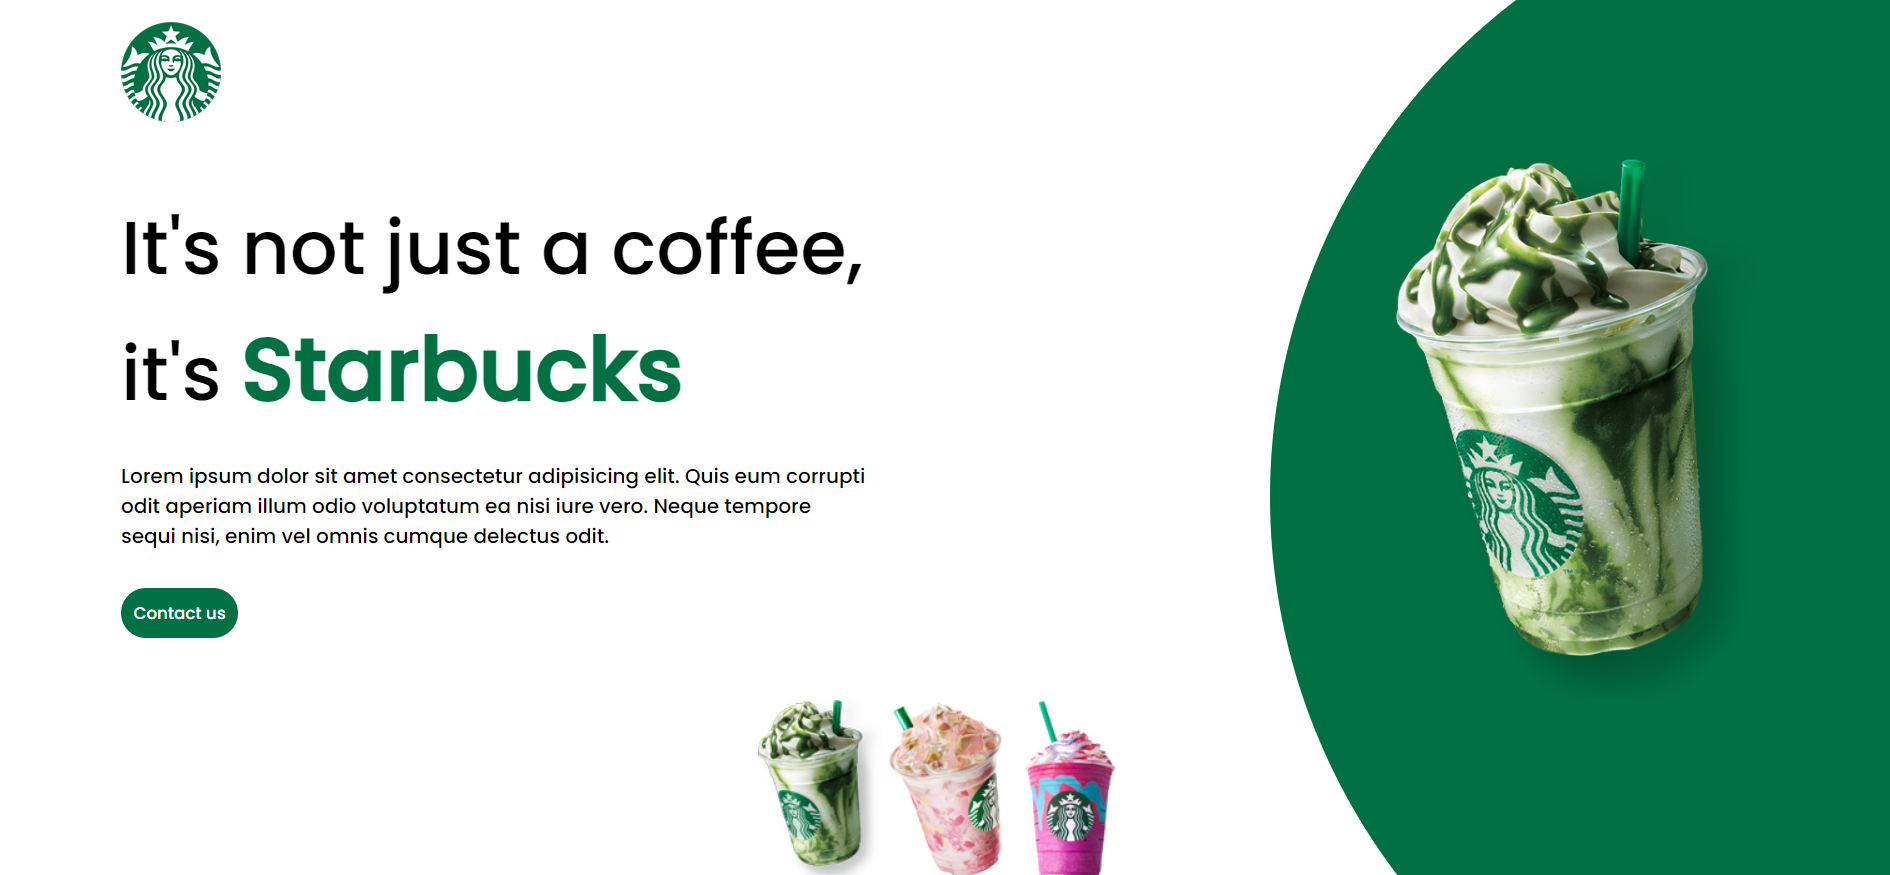 It's not just a coffee,
it's Starbucks
Lorem ipsum dolor sit amet consectetur adipisicing elit. Quis eum corrupti
odit aperiam illum odio voluptatum ea nisi iure vero. Neque tempore
sequi nisi, enim vel omnis cumque delectus odit.
Contact us
TM